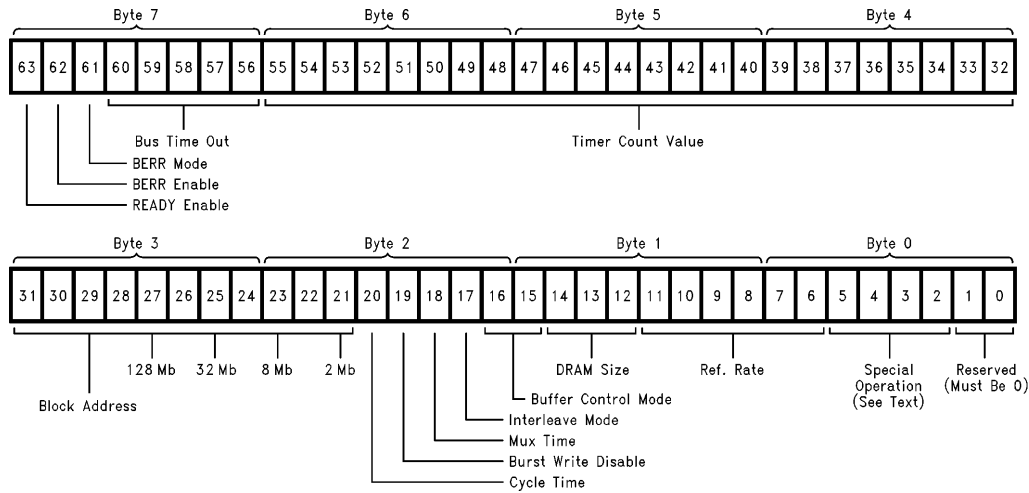 Byte 7 Byte 6 Byte 5 Byte 4
63 62 61 60 59 58 57 56 55 54 53 52 51 50 49 48 47 46 45 44 43 42 41 40 39 38 37 36 35 34 33 32
Bus Time Out Timer Count Value
BERR Mode
BERR Enable
READY Enable
Byte 3 Byte 2 Byte 1 Byte 0
31 30 29 28 27 26 25 24 23 22 21 20 19 18 17 16 15 14 13 12 11 10 9 8 7 6 5 4 3 2 1 0
128 Mb 32 Mb 8 Mb 2 Mb DRAM Size Ref. Rate Special Reserved
Operation (Must Be 0)
(See Text)
Block Address
Buffer Control Mode
Interleave Mode
Mux Time
Burst Write Disable
Cycle Time